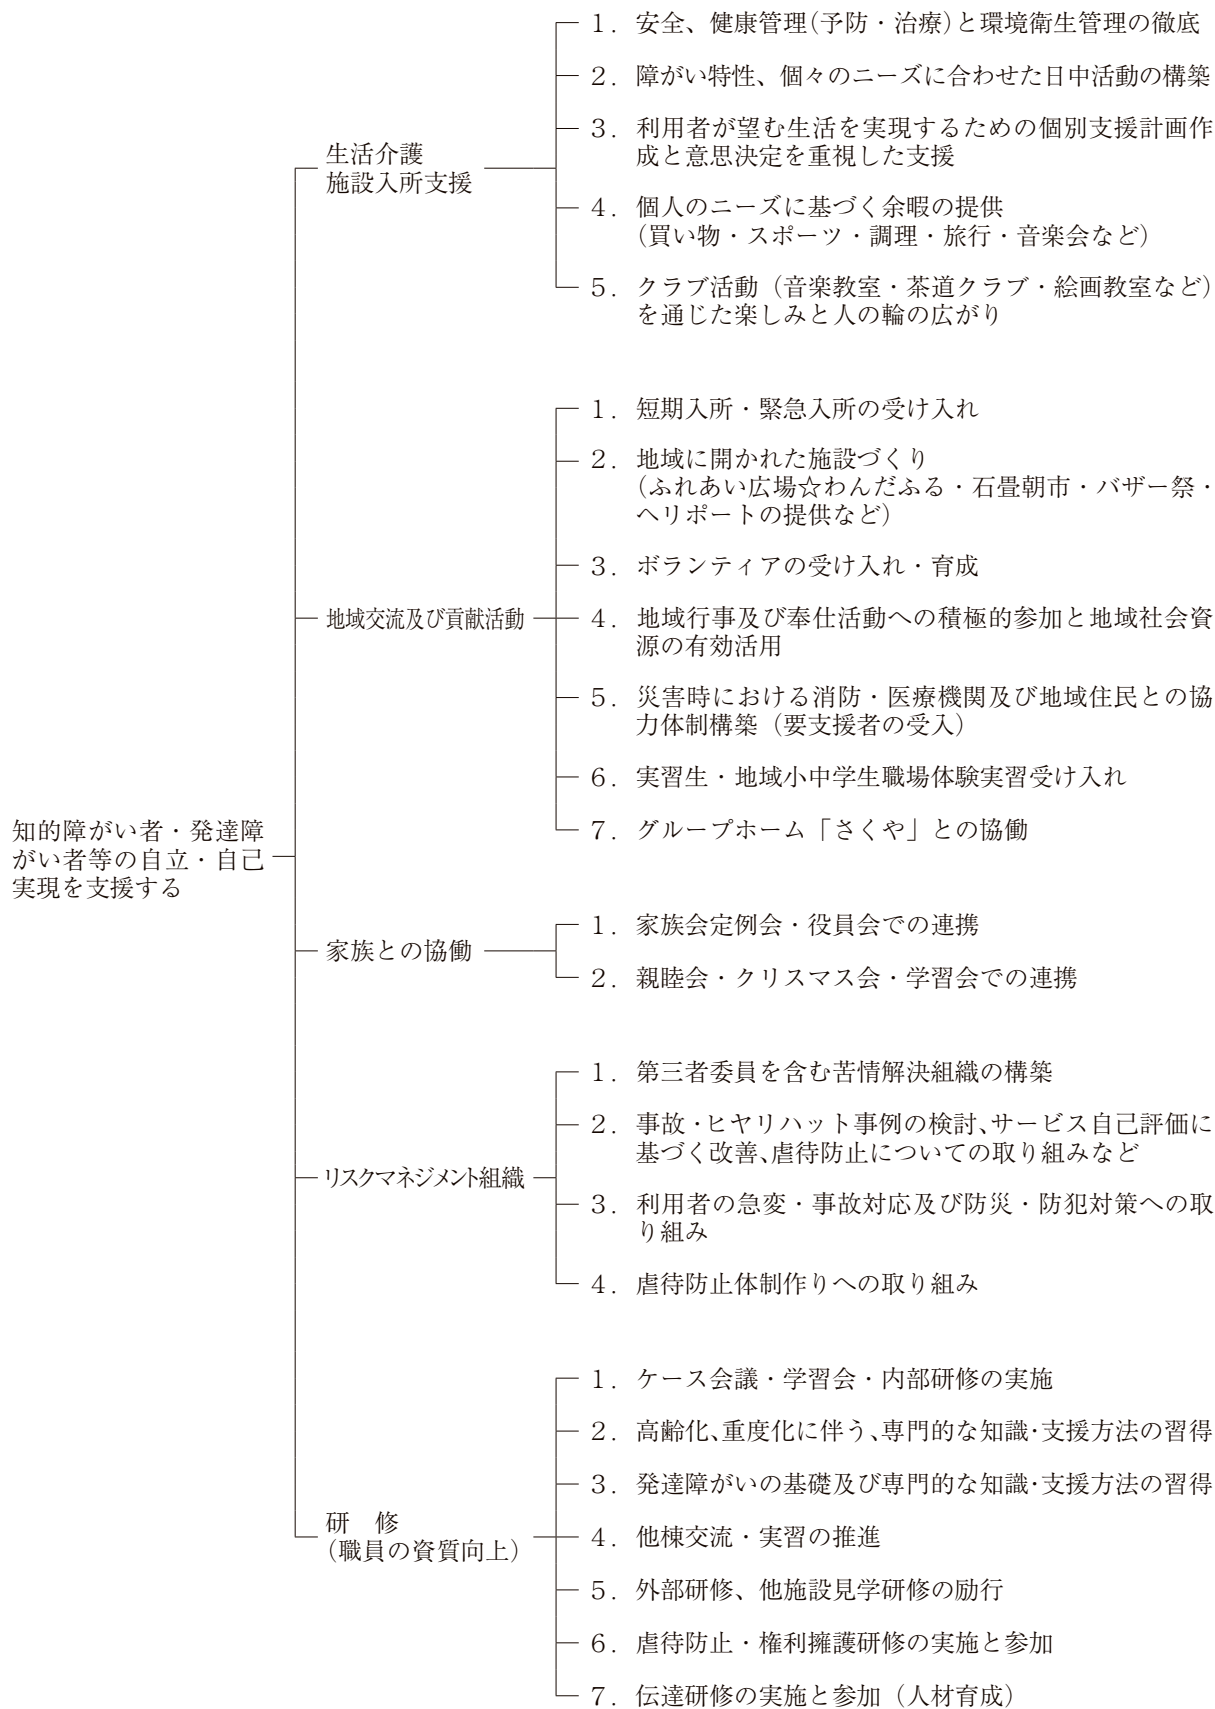 知的障がい者・発達障
がい者等の自立・自己
実現を支援する
生活介護
施設入所支援
1．安全、健康管理（予防・治療）と環境衛生管理の徹底
2．障がい特性、個々のニーズに合わせた日中活動の構築
3．利用者が望む生活を実現するための個別支援計画作
成と意思決定を重視した支援
4．個人のニーズに基づく余暇の提供
（買い物・スポーツ・調理・旅行・音楽会など）
5．クラブ活動（音楽教室・茶道クラブ・絵画教室など）
を通じた楽しみと人の輪の広がり
地域交流及び貢献活動
1．短期入所・緊急入所の受け入れ
2．地域に開かれた施設づくり
（ふれあい広場☆わんだふる・石畳朝市・バザー祭・
ヘリポートの提供など）
3．ボランティアの受け入れ・育成
4．地域行事及び奉仕活動への積極的参加と地域社会資
源の有効活用
5．災害時における消防・医療機関及び地域住民との協
力体制構築（要支援者の受入）
6．実習生・地域小中学生職場体験実習受け入れ
7．グループホーム「さくや」との協働
家族との協働
1．家族会定例会・役員会での連携
2．親睦会・クリスマス会・学習会での連携
リスクマネジメント組織
1．第三者委員を含む苦情解決組織の構築
2．事故・ヒヤリハット事例の検討、サービス自己評価に
基づく改善、虐待防止についての取り組みなど
3．利用者の急変・事故対応及び防災・防犯対策への取
り組み
4．虐待防止体制作りへの取り組み
研　修
（職員の資質向上）
1．ケース会議・学習会・内部研修の実施
2．高齢化、重度化に伴う、専門的な知識・支援方法の習得
3．発達障がいの基礎及び専門的な知識・支援方法の習得
4．他棟交流・実習の推進
5．外部研修、他施設見学研修の励行
6．虐待防止・権利擁護研修の実施と参加
7．伝達研修の実施と参加（人材育成）